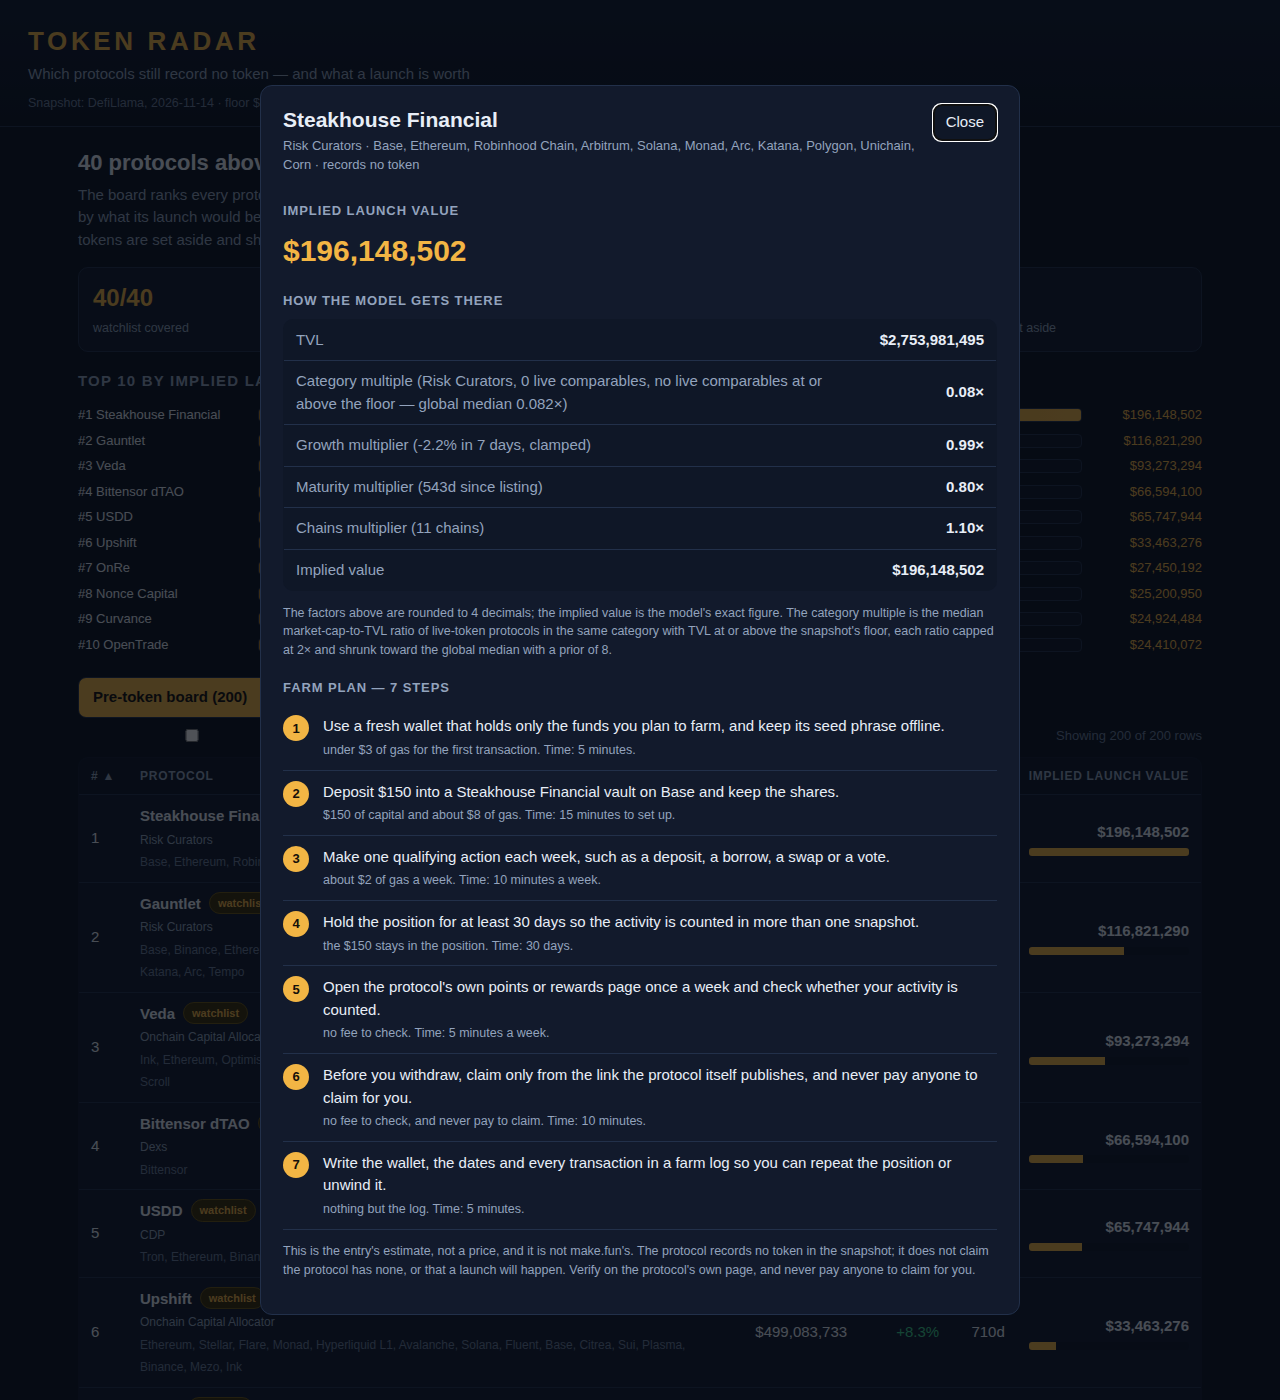 TOKEN RADAR
Which protocols still record no token — and what a launch is worth
Snapshot: DefiLlama, 2026-11-14 · floor $
40 protocols abov
The board ranks every prot
by what its launch would be
tokens are set aside and sh
40/40
watchlist covered
t aside
TOP 10 BY IMPLIED LA
#1 Steakhouse Financial $196,148,502
#2 Gauntlet $116,821,290
#3 Veda $93,273,294
#4 Bittensor dTAO $66,594,100
#5 USDD $65,747,944
#6 Upshift $33,463,276
#7 OnRe $27,450,192
#8 Nonce Capital $25,200,950
#9 Curvance $24,924,484
#10 OpenTrade $24,410,072
Pre-token board (200)
Showing 200 of 200 rows
# ▲ PROTOCOL IMPLIED LAUNCH VALUE
1 Steakhouse Fina $196,148,502
Risk Curators
Base, Ethereum, Robi
2 Gauntlet watchlis $116,821,290
Risk Curators
Base, Binance, Ethere
Katana, Arc, Tempo
3 Veda watchlist $93,273,294
Onchain Capital Alloca
Ink, Ethereum, Optimis
Scroll
4 Bittensor dTAO $66,594,100
Dexs
Bittensor
5 USDD watchlist $65,747,944
CDP
Tron, Ethereum, Binan
6 Upshift watchlist $33,463,276
Onchain Capital Allocator
$499,083,733 +8.3% 710d
Ethereum, Stellar, Flare, Monad, Hyperliquid L1, Avalanche, Solana, Fluent, Base, Citrea, Sui, Plasma,
Binance, Mezo, Ink
Steakhouse Financial
Close
Risk Curators · Base, Ethereum, Robinhood Chain, Arbitrum, Solana, Monad, Arc, Katana, Polygon, Unichain,
Corn · records no token
IMPLIED LAUNCH VALUE
$196,148,502
HOW THE MODEL GETS THERE
TVL $2,753,981,495
Category multiple (Risk Curators, 0 live comparables, no live comparables at or
above the floor — global median 0.082×) 0.08×
Growth multiplier (-2.2% in 7 days, clamped) 0.99×
Maturity multiplier (543d since listing) 0.80×
Chains multiplier (11 chains) 1.10×
Implied value $196,148,502
The factors above are rounded to 4 decimals; the implied value is the model's exact figure. The category multiple is the median
market-cap-to-TVL ratio of live-token protocols in the same category with TVL at or above the snapshot's floor, each ratio capped
at 2× and shrunk toward the global median with a prior of 8.
FARM PLAN — 7 STEPS
1 Use a fresh wallet that holds only the funds you plan to farm, and keep its seed phrase offline.
under $3 of gas for the first transaction. Time: 5 minutes.
2 Deposit $150 into a Steakhouse Financial vault on Base and keep the shares.
$150 of capital and about $8 of gas. Time: 15 minutes to set up.
3 Make one qualifying action each week, such as a deposit, a borrow, a swap or a vote.
about $2 of gas a week. Time: 10 minutes a week.
4 Hold the position for at least 30 days so the activity is counted in more than one snapshot.
the $150 stays in the position. Time: 30 days.
5 Open the protocol's own points or rewards page once a week and check whether your activity is
counted.
no fee to check. Time: 5 minutes a week.
6 Before you withdraw, claim only from the link the protocol itself publishes, and never pay anyone to
claim for you.
no fee to check, and never pay to claim. Time: 10 minutes.
7 Write the wallet, the dates and every transaction in a farm log so you can repeat the position or
unwind it.
nothing but the log. Time: 5 minutes.
This is the entry's estimate, not a price, and it is not make.fun's. The protocol records no token in the snapshot; it does not claim
the protocol has none, or that a launch will happen. Verify on the protocol's own page, and never pay anyone to claim for you.